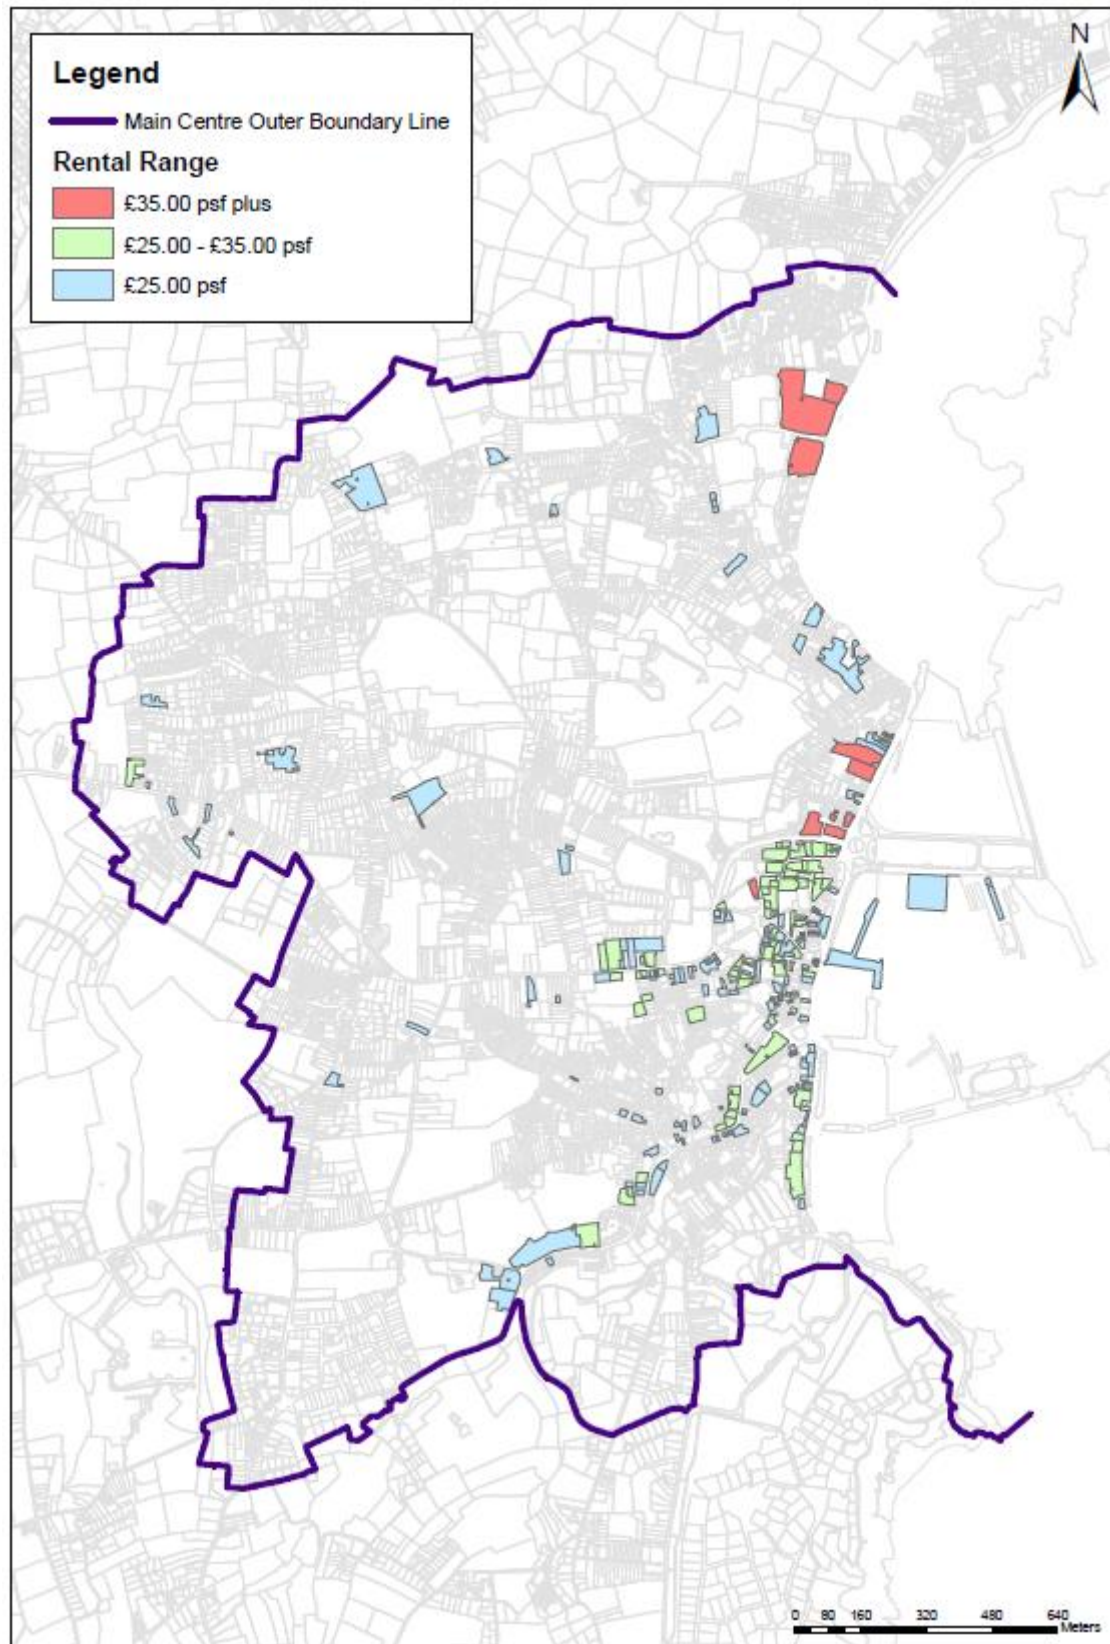 N
Legend
Main Centre Outer Boundary Line
Rental Range
£35.00 psf plus
£25.00 - £35.00 psf
£25.00 psf
0 80 160 320 480 640
Meters